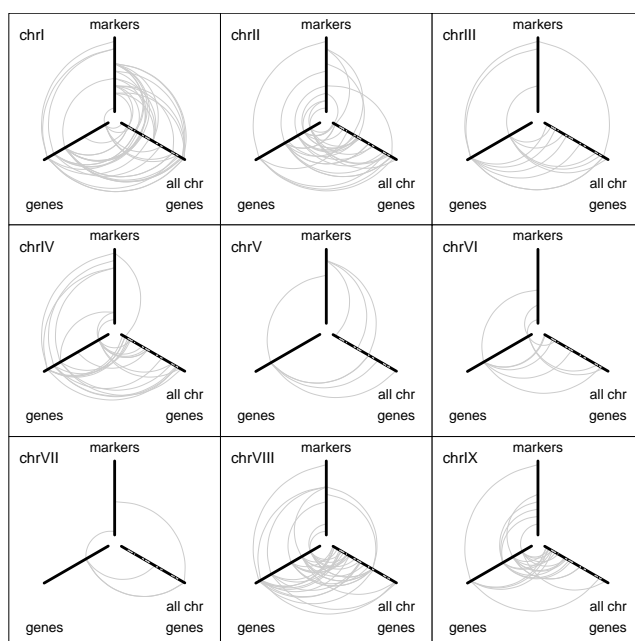 chrI
markers
all chr
genes
genes
chrII
markers
all chr
genes
genes
chrIII
markers
all chr
genes
genes
chrIV
markers
all chr
genes
genes
chrV
markers
all chr
genes
genes
chrVI
markers
all chr
genes
genes
chrVII
markers
all chr
genes
genes
chrVIII
markers
all chr
genes
genes
chrIX
markers
all chr
genes
genes